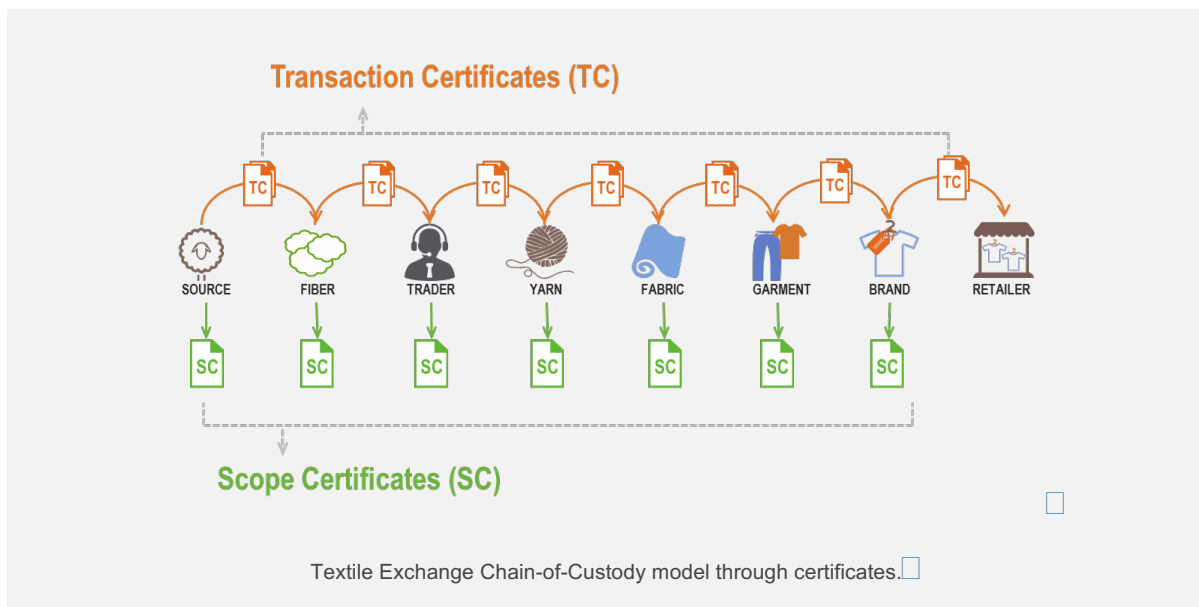 Transaction Certificates (TC)
TC TC TC TC TC TC TC
SOURCE FIBER TRADER YARN FABRIC GARMENT BRAND RETAILER
SC SC SC SC SC SC SC
Scope Certificates (SC)
Textile Exchange Chain-of-Custody model through certificates.